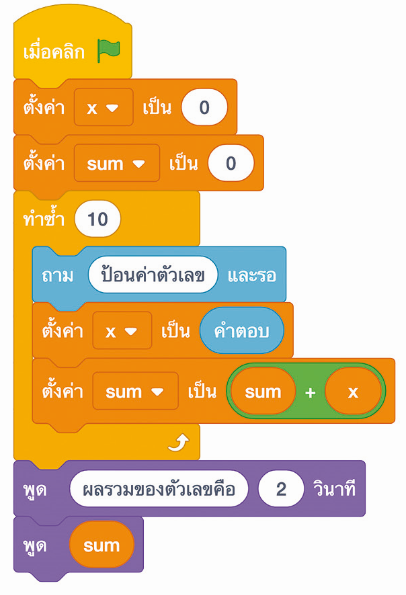 เมื่อคลิก
ตั้งค่า x เป็น 0
ตั้งค่า sum เป็น 0
ทำซ้ำ 10
ถาม ป้อนค่าตัวเลข และรอ
ตั้งค่า x เป็น คำตอบ
ตั้งค่า sum เป็น sum + x
พูด ผลรวมของตัวเลขคือ 2 วินาที
พูด sum